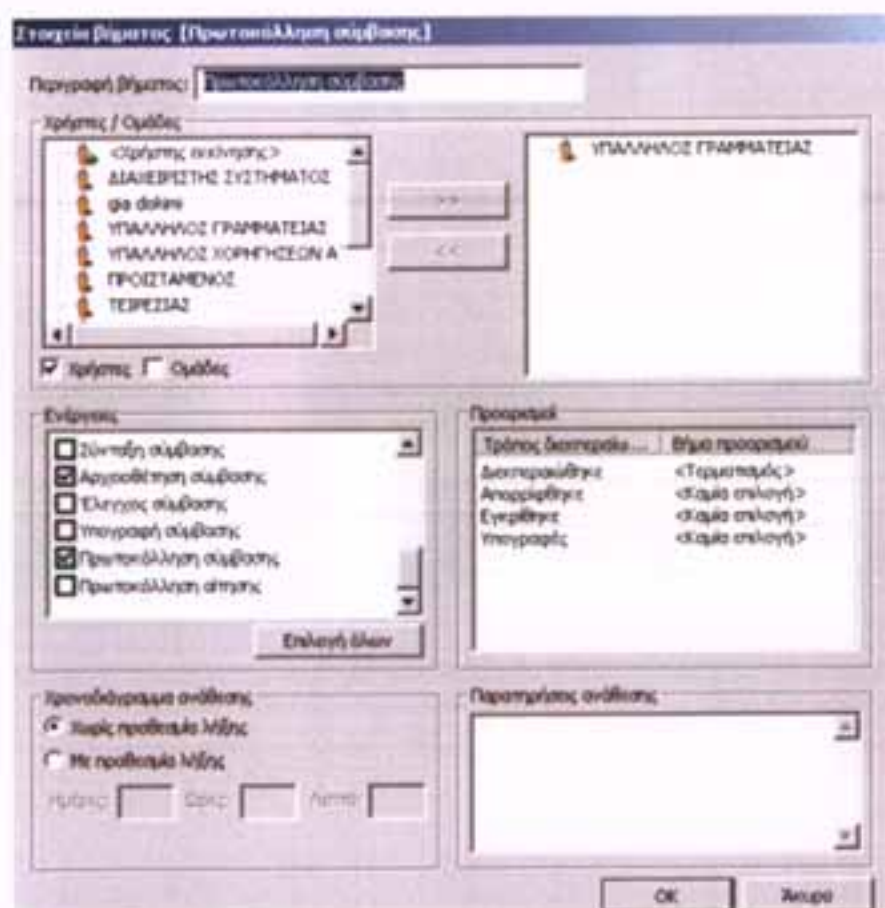 Στοιχεία βήματος [Πρωτοκόλληση σύμβασης]
Περιγραφή βήματος: Πρωτοκόλληση σύμβασης
Χρήστες / Ομάδες
<Χρήστης εκκίνησης>
ΔΙΑΧΕΙΡΙΣΤΗΣ ΣΥΣΤΗΜΑΤΟΣ
gia dokimi
ΥΠΑΛΛΗΛΟΣ ΓΡΑΜΜΑΤΕΙΑΣ
ΥΠΑΛΛΗΛΟΣ ΧΟΡΗΓΗΣΕΩΝ Α
ΠΡΟΙΣΤΑΜΕΝΟΣ
ΤΕΙΡΕΣΙΑΣ
>>
<<
ΥΠΑΛΛΗΛΟΣ ΓΡΑΜΜΑΤΕΙΑΣ
Χρήστες Ομάδες
Ενέργειες
Σύνταξη σύμβασης
Αρχειοθέτηση σύμβασης
Έλεγχος σύμβασης
Υπογραφή σύμβασης
Πρωτοκόλληση σύμβασης
Πρωτοκόλληση αίτησης
Επιλογή όλων
Προορισμοί
Τρόπος διεκπεραίω... Βήμα προορισμού
Διεκπεραιώθηκε <Τερματισμός>
Απορρίφθηκε <Καμία επιλογή>
Εγκρίθηκε <Καμία επιλογή>
Υπογραφές <Καμία επιλογή>
Χρονοδιάγραμμα ανάθεσης
Χωρίς προθεσμία λήξης
Με προθεσμία λήξης
Ημέρες: Ώρες: Λεπτά:
Παρατηρήσεις ανάθεσης
OK Άκυρο